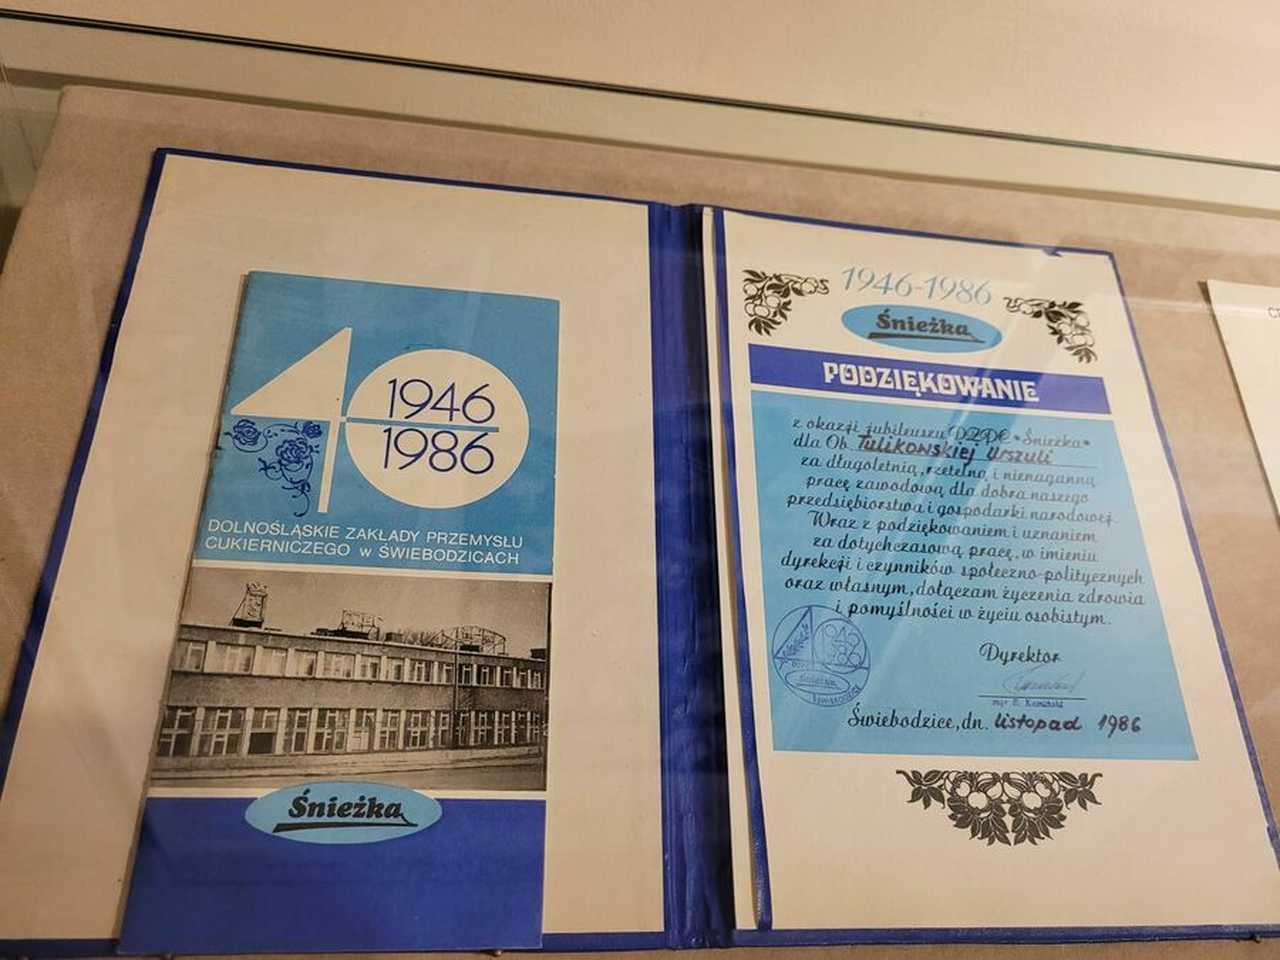 40
1946
1986
DOLNOŚLĄSKIE ZAKŁADY PRZEMYSŁU
CUKIERNICZEGO w ŚWIEBODZICACH
Śnieżka
1946-1986
Śnieżka
PODZIĘKOWANIE
z okazji jubileuszu DZPC "Śnieżka"
dla Ob. Tulikowskiej Urszuli
za długoletnią, rzetelną i nienaganną
pracę zawodową dla dobra naszego
przedsiębiorstwa i gospodarki narodowej.
Wraz z podziękowaniem i uznaniem
za dotychczasową pracę, w imieniu
dyrekcji i czynników społeczno-politycznych
oraz własnym, dołączam życzenia zdrowia
i pomyślności w życiu osobistym.
Dyrektor
Świebodzice, dn. listopad 1986